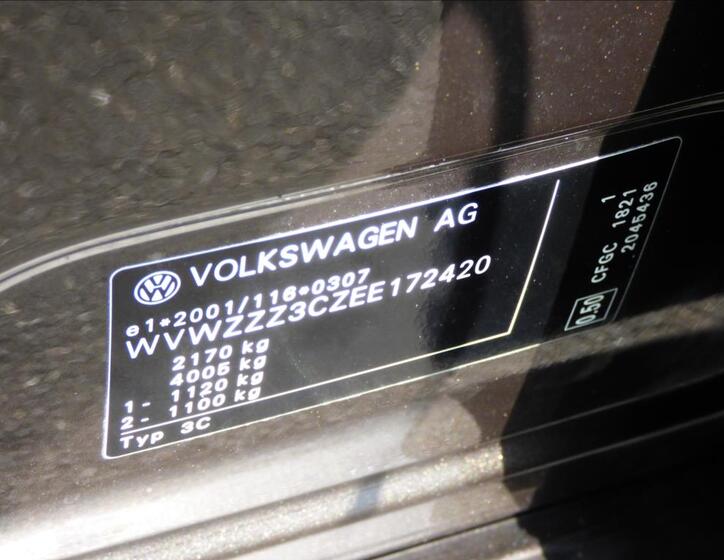 VOLKSWAGEN AG
e1*2001/116*0307
WVWZZZ3CZEE172420
2170 kg
4005 kg
1- 1120 kg
2- 1100 kg
Typ 3C
0.50
CFGC 1821
1
2045436